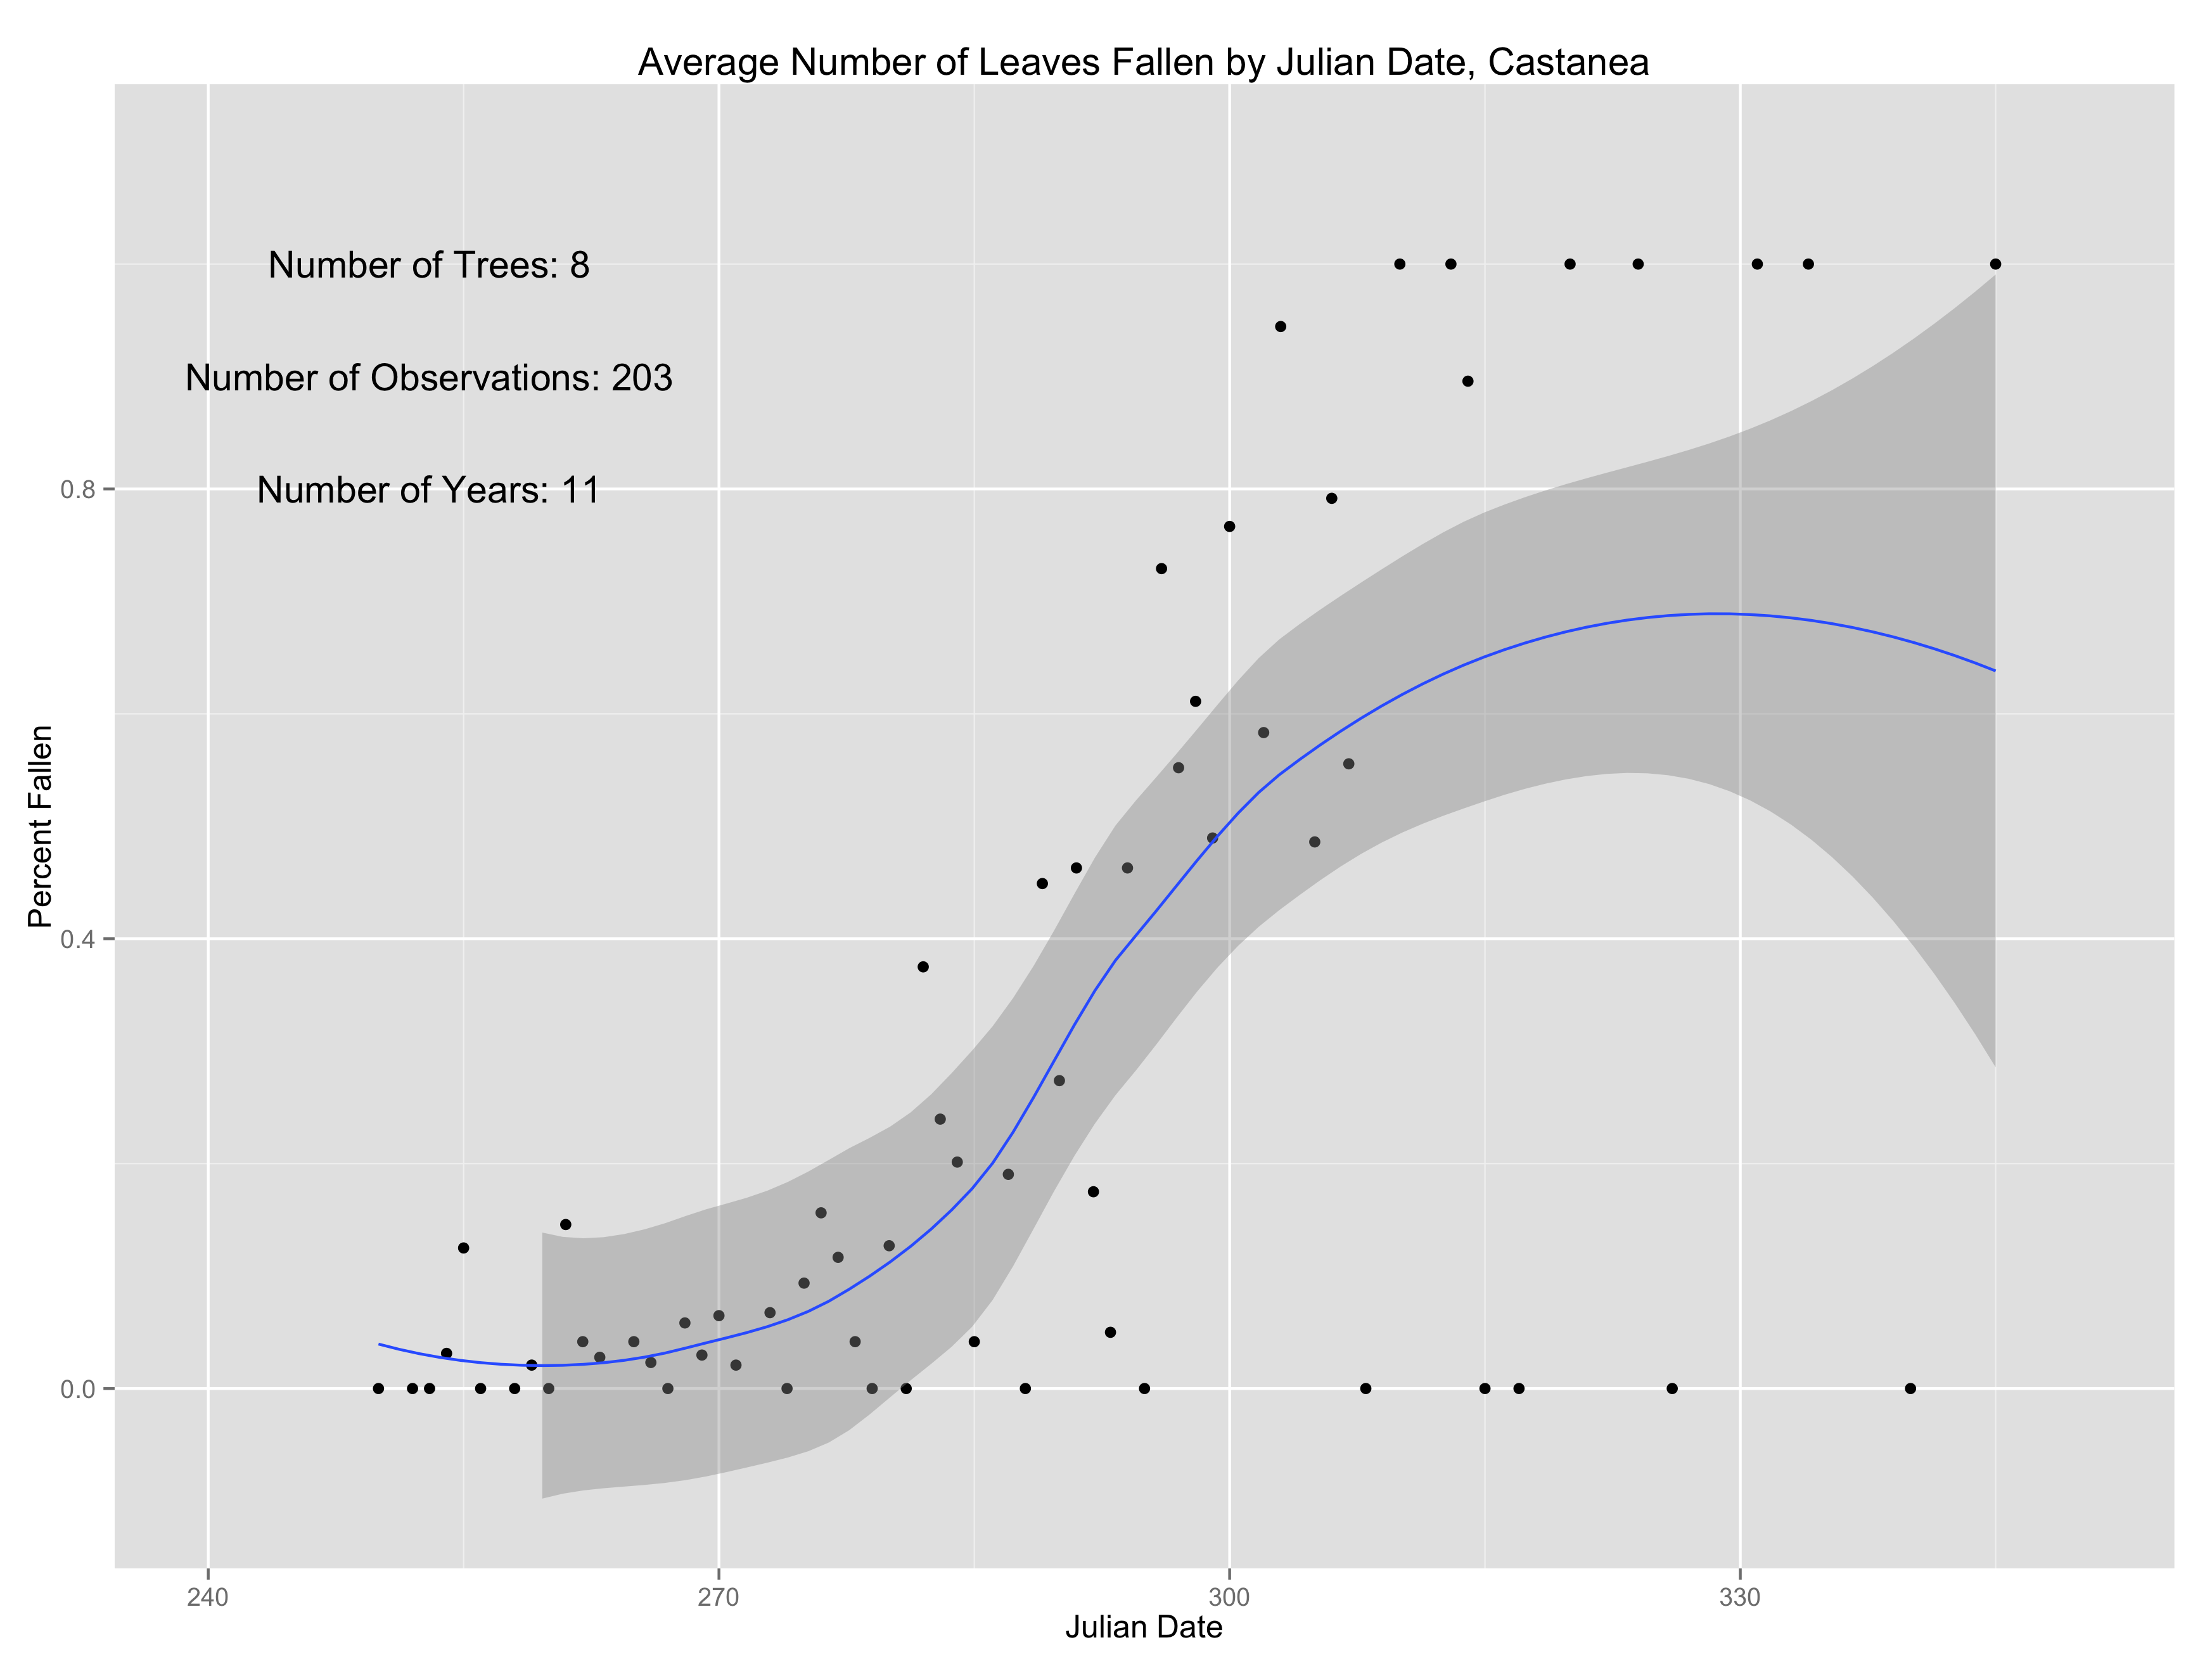 Average Number of Leaves Fallen by Julian Date, Castanea
Number of Trees: 8
Number of Observations: 203
0.8
Number of Years: 11
Percent Fallen
0.4
0.0
240
270
300
330
Julian Date